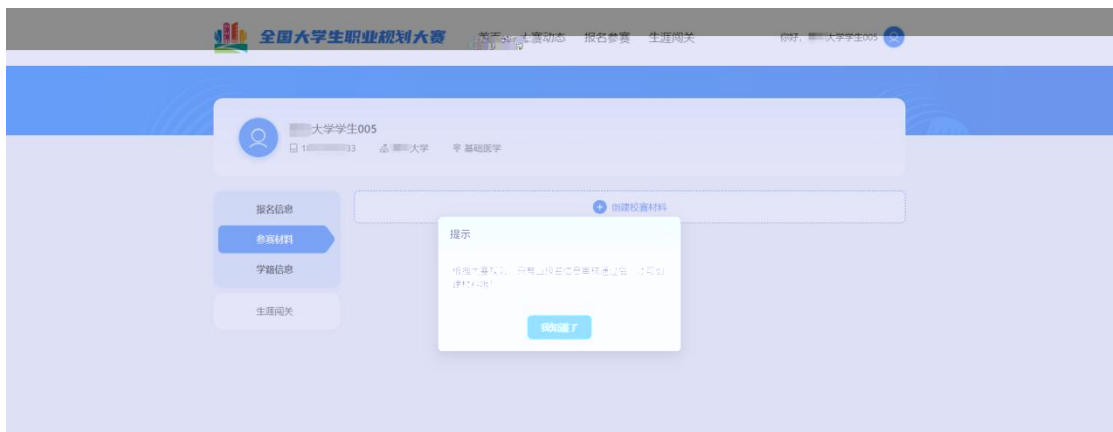 全国大学生职业规划大赛
首页 大赛动态 报名参赛 生涯闯关
你好, 大学学生005
大学学生005
1 33 大学 基础医学
报名信息
创建校赛材料
参赛材料
提示
学籍信息
生涯闯关
我知道了